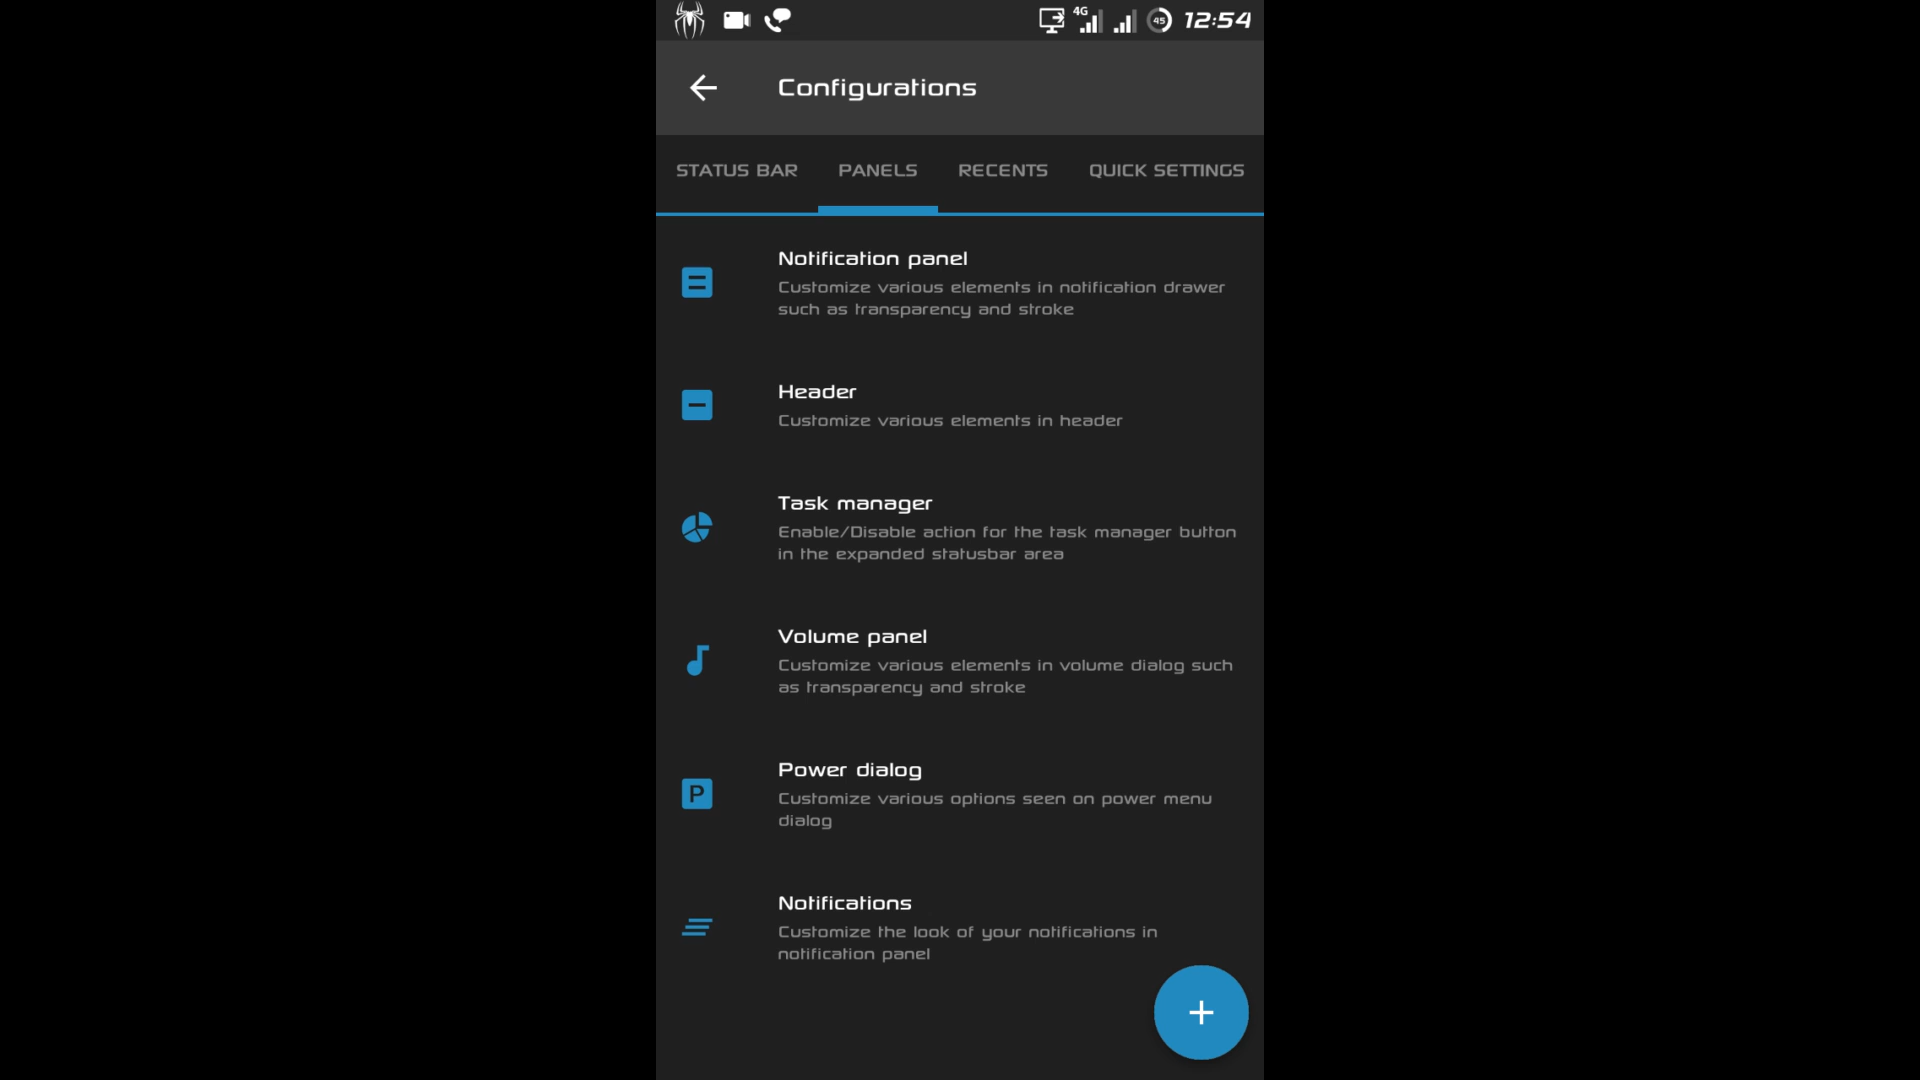 4G 45 12:54
Configurations
STATUS BAR PANELS RECENTS QUICK SETTINGS
Notification panel
Customize various elements in notification drawer
such as transparency and stroke
Header
Customize various elements in header
Task manager
Enable/Disable action for the task manager button
in the expanded statusbar area
Volume panel
Customize various elements in volume dialog such
as transparency and stroke
P
Power dialog
Customize various options seen on power menu
dialog
Notifications
Customize the look of your notifications in
notification panel